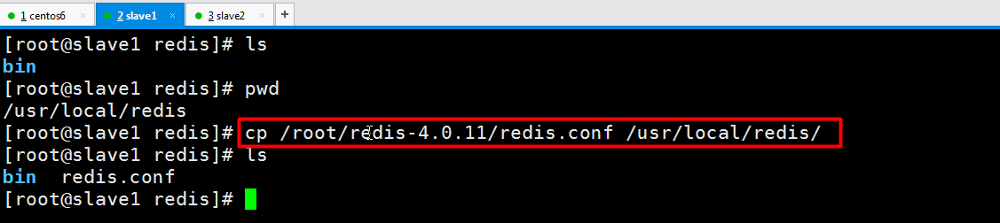 1 centos6 × 2 slave1 × 3 slave2 × +
[root@slave1 redis]# ls
bin
[root@slave1 redis]# pwd
/usr/local/redis
[root@slave1 redis]# cp /root/redis-4.0.11/redis.conf /usr/local/redis/
[root@slave1 redis]# ls
bin  redis.conf
[root@slave1 redis]#